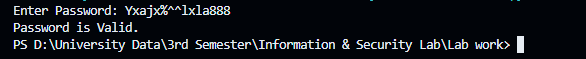 Enter Password: Yxajx%^^lxla888
Password is Valid.
PS D:\University Data\3rd Semester\Information & Security Lab\Lab work>